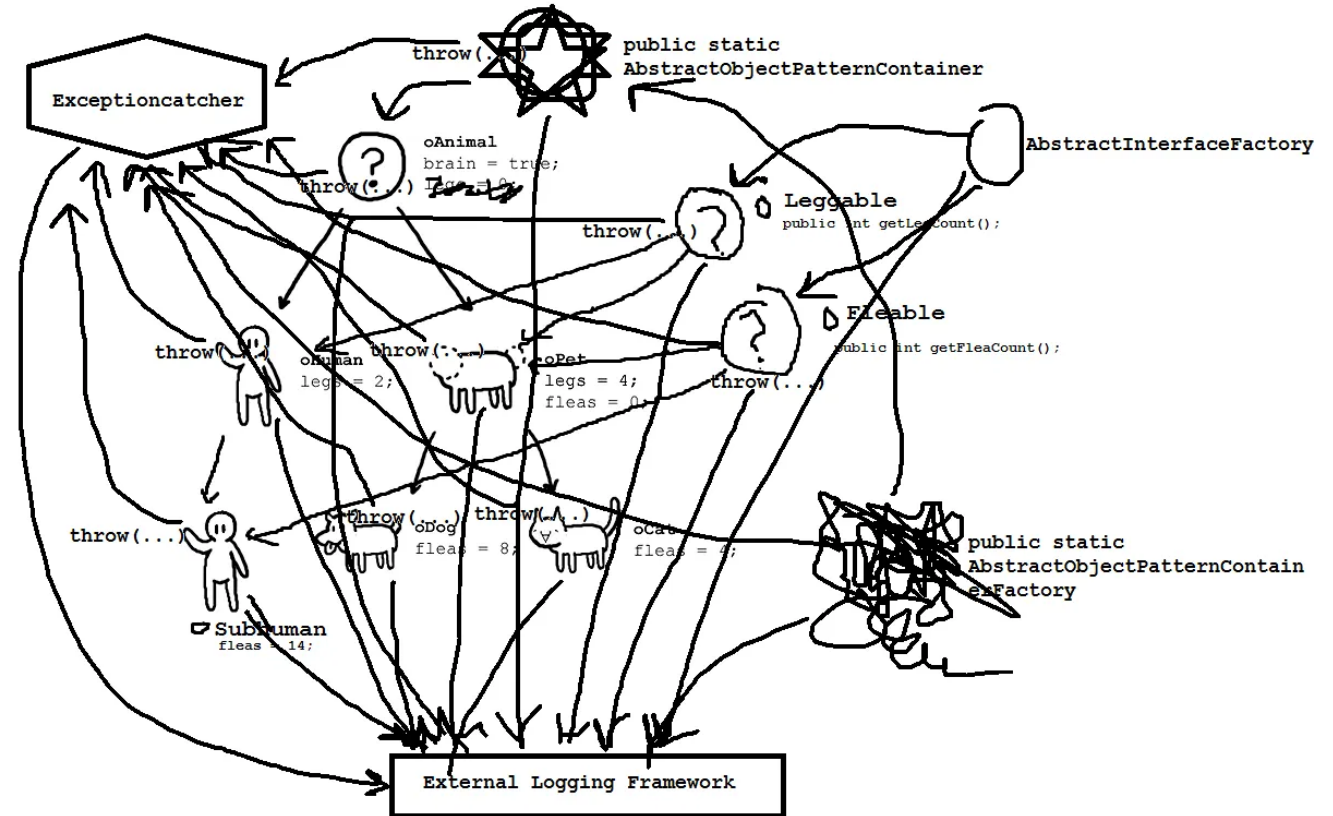 throw(...)
public static
AbstractObjectPatternContainer
Exceptioncatcher
oAnimal
brain = true;
throw(...)
AbstractInterfaceFactory
Leggable
public int getLegCount();
throw(...)
Fleable
public int getFleaCount();
throw(
oHuman
legs = 2;
throw(...)
oPet
legs = 4;
fleas = 0;
throw(...)
throw(...)
throw(...)
oDog
fleas = 8;
throw(...)
oCat
fleas = 4;
public static
AbstractObjectPatternContain
erFactory
Subhuman
fleas = 14;
External Logging Framework